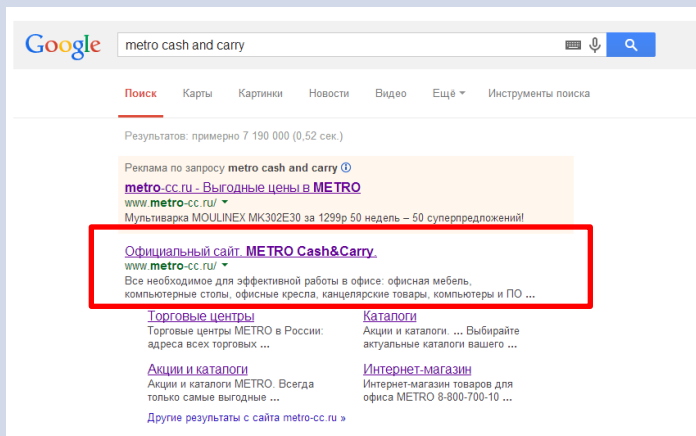 Google
metro cash and carry
Поиск Карты Картинки Новости Видео Ещё Инструменты поиска
Результатов: примерно 7 190 000 (0,52 сек.)
Реклама по запросу metro cash and carry
metro-cc.ru - Выгодные цены в METRO
www.metro-cc.ru/
Мультиварка MOULINEX MK302E30 за 1299р 50 недель – 50 суперпредложений!
Официальный сайт. METRO Cash&Carry.
www.metro-cc.ru/
Все необходимое для эффективной работы в офисе: офисная мебель,
компьютерные столы, офисные кресла, канцелярские товары, компьютеры и ПО ...
Торговые центры
Торговые центры METRO в России:
адреса всех торговых ...
Каталоги
Акции и каталоги. ... Выбирайте
актуальные каталоги вашего ...
Акции и каталоги
Акции и каталоги METRO. Всегда
только самые выгодные ...
Интернет-магазин
Интернет-магазин товаров для
офиса METRO 8-800-700-10 ...
Другие результаты с сайта metro-cc.ru »